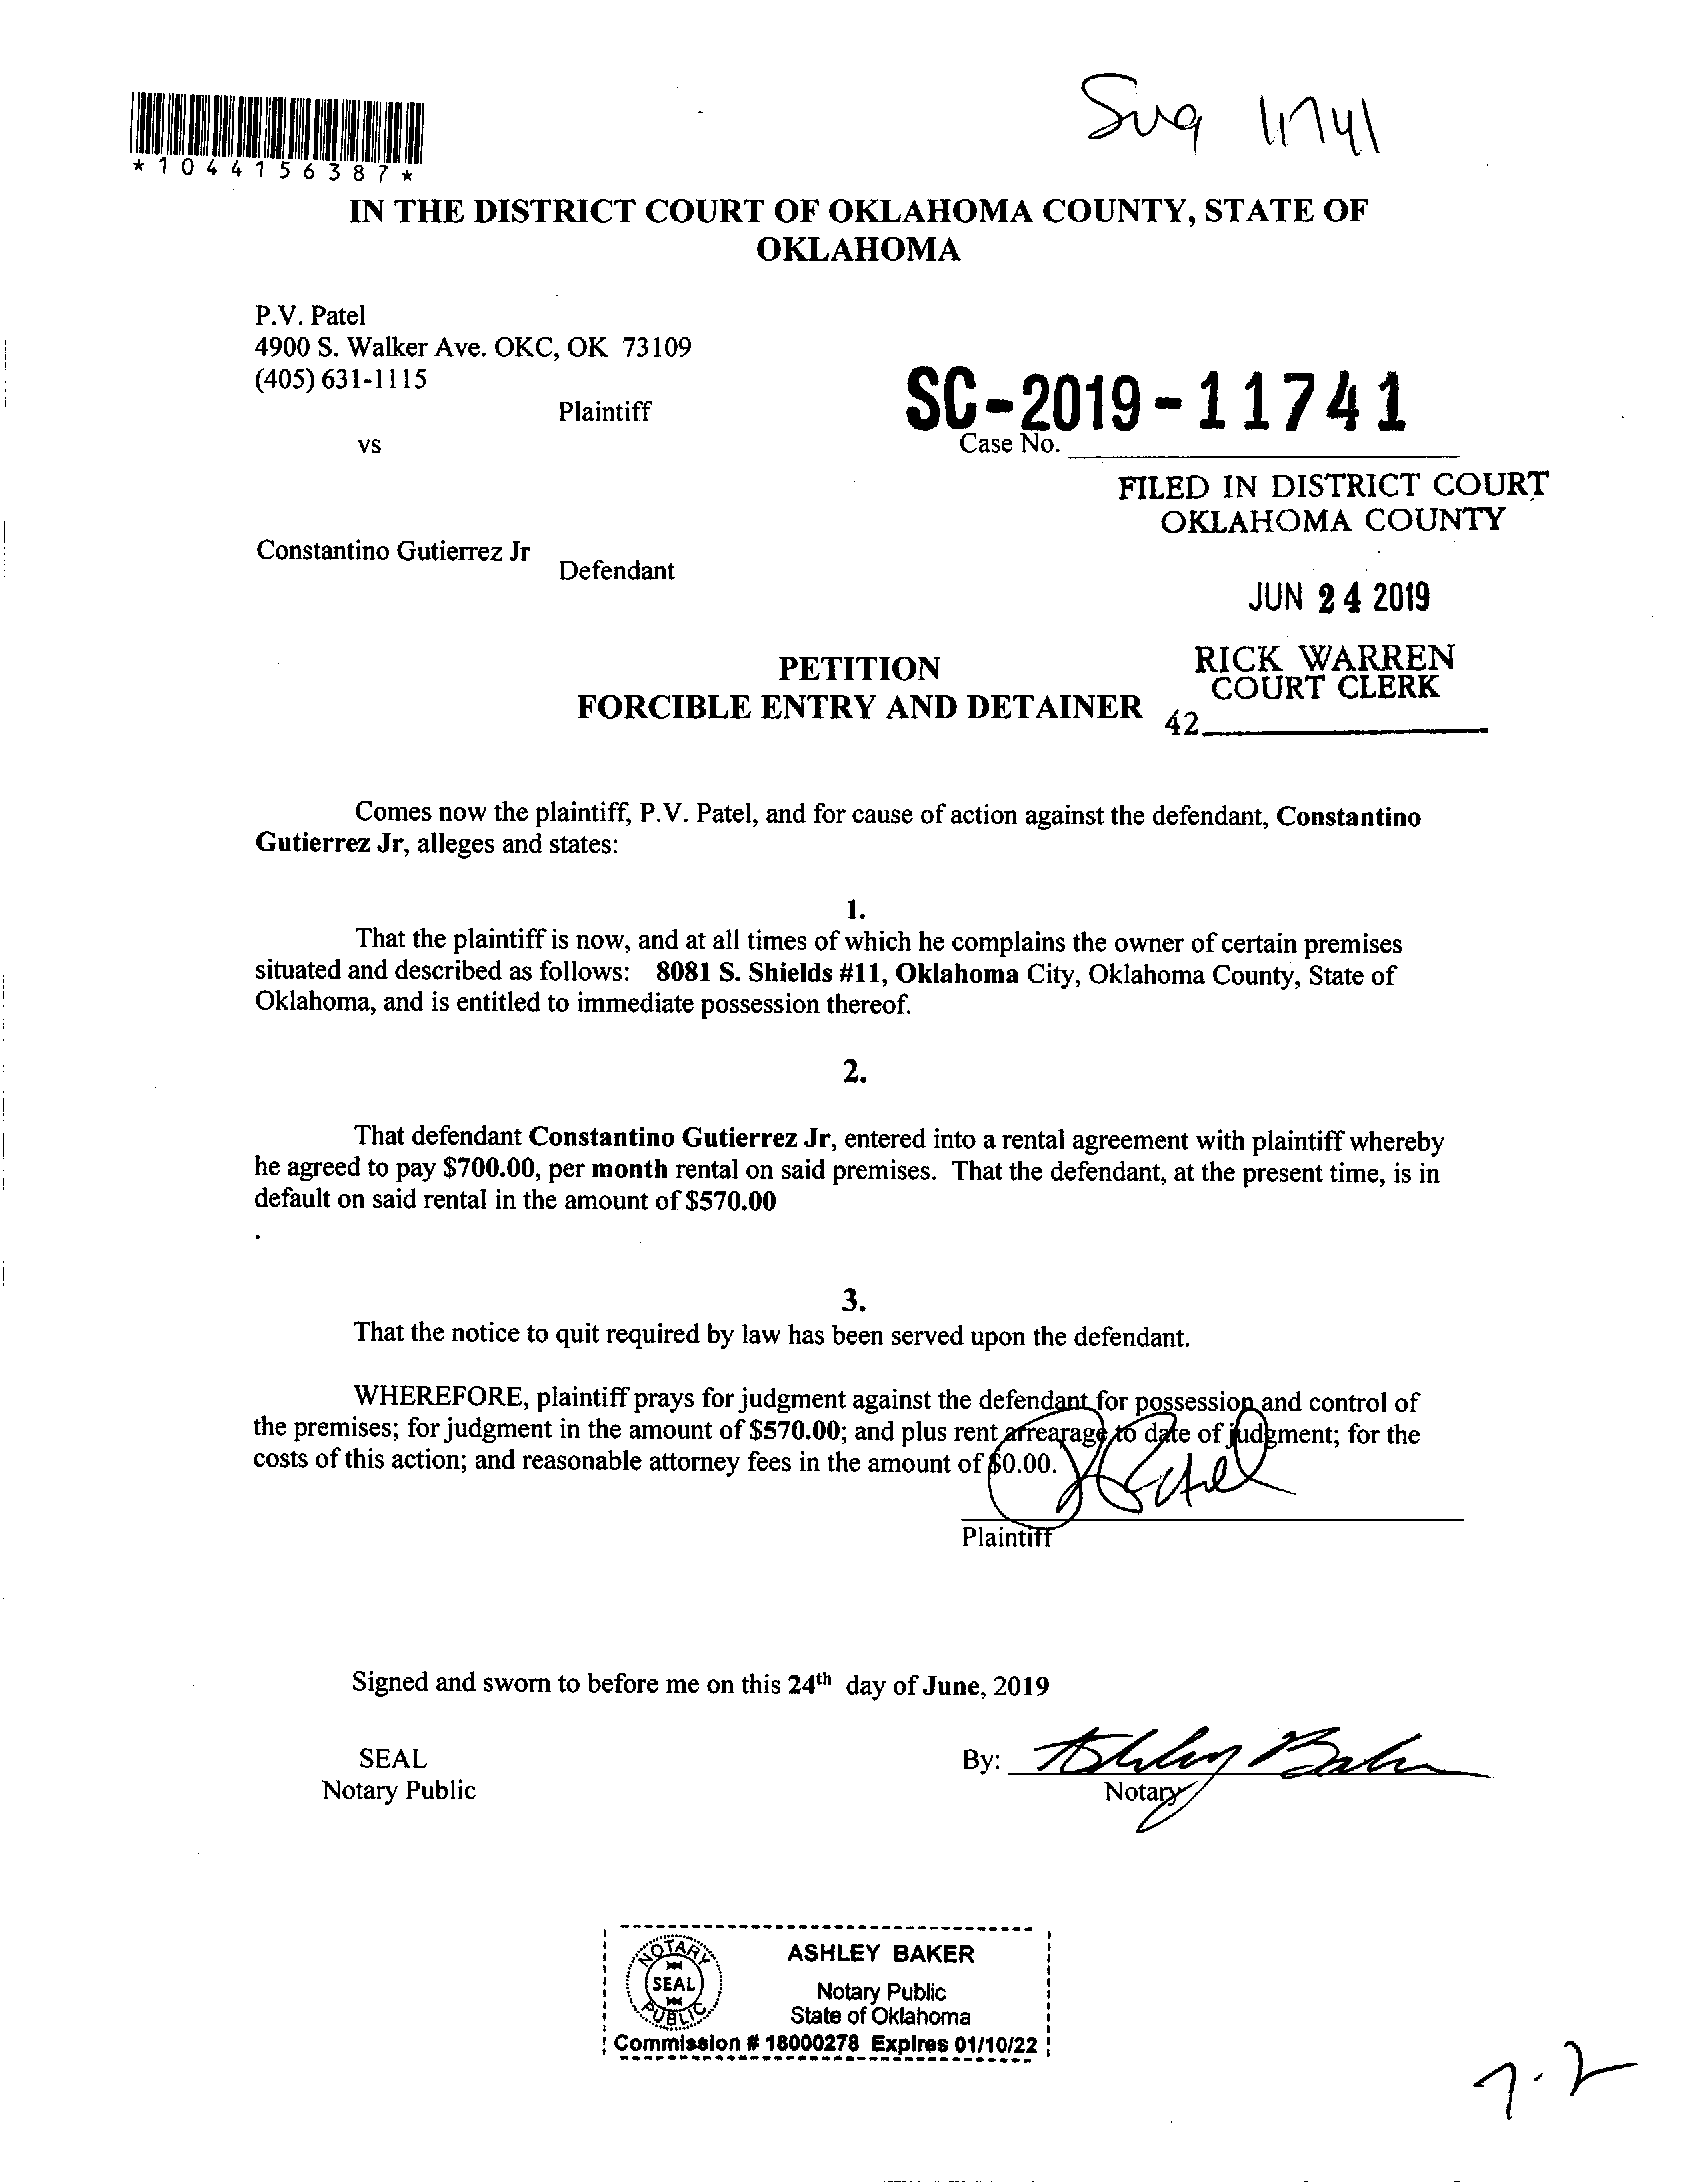 Sug 11741
*1044156387*
IN THE DISTRICT COURT OF OKLAHOMA COUNTY, STATE OF
OKLAHOMA
P.V. Patel
4900 S. Walker Ave. OKC, OK 73109
(405) 631-1115
Plaintiff
vs
SC-2019-11741
Case No.
FILED IN DISTRICT COURT
OKLAHOMA COUNTY
Constantino Gutierrez Jr
Defendant
JUN 24 2019
RICK WARREN
COURT CLERK
42
PETITION
FORCIBLE ENTRY AND DETAINER
Comes now the plaintiff, P.V. Patel, and for cause of action against the defendant, Constantino
Gutierrez Jr, alleges and states:
1.
That the plaintiff is now, and at all times of which he complains the owner of certain premises
situated and described as follows: 8081 S. Shields #11, Oklahoma City, Oklahoma County, State of
Oklahoma, and is entitled to immediate possession thereof.
2.
That defendant Constantino Gutierrez Jr, entered into a rental agreement with plaintiff whereby
he agreed to pay $700.00, per month rental on said premises. That the defendant, at the present time, is in
default on said rental in the amount of $570.00
.
3.
That the notice to quit required by law has been served upon the defendant.
WHEREFORE, plaintiff prays for judgment against the defendant for possession and control of
the premises; for judgment in the amount of $570.00; and plus rent arrearage to date of judgment; for the
costs of this action; and reasonable attorney fees in the amount of $0.00.
Patel
Plaintiff
Signed and sworn to before me on this 24th day of June, 2019
SEAL
Notary Public
By: Ashley Baker
Notary
NOTARY
SEAL
PUBLIC
ASHLEY BAKER
Notary Public
State of Oklahoma
Commission # 18000278 Expires 01/10/22
7.2